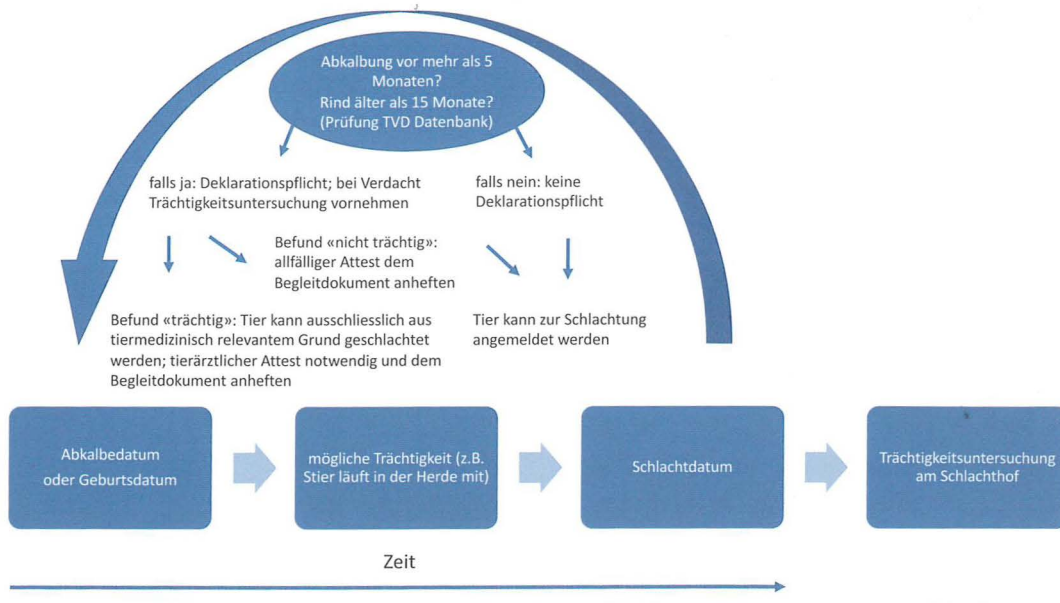 Abkalbung vor mehr als 5
Monaten?
Rind älter als 15 Monate?
(Prüfung TVD Datenbank)
falls ja: Deklarationspflicht; bei Verdacht
Trächtigkeitsuntersuchung vornehmen
falls nein: keine
Deklarationspflicht
Befund «nicht trächtig»:
allfälliger Attest dem
Begleitdokument anheften
Befund «trächtig»: Tier kann ausschliesslich aus
tiermedizinisch relevantem Grund geschlachtet
werden; tierärztlicher Attest notwendig und dem
Begleitdokument anheften
Tier kann zur Schlachtung
angemeldet werden
Abkalbedatum
oder Geburtsdatum
mögliche Trächtigkeit (z.B.
Stier läuft in der Herde mit)
Schlachtdatum
Trächtigkeitsuntersuchung
am Schlachthof
Zeit